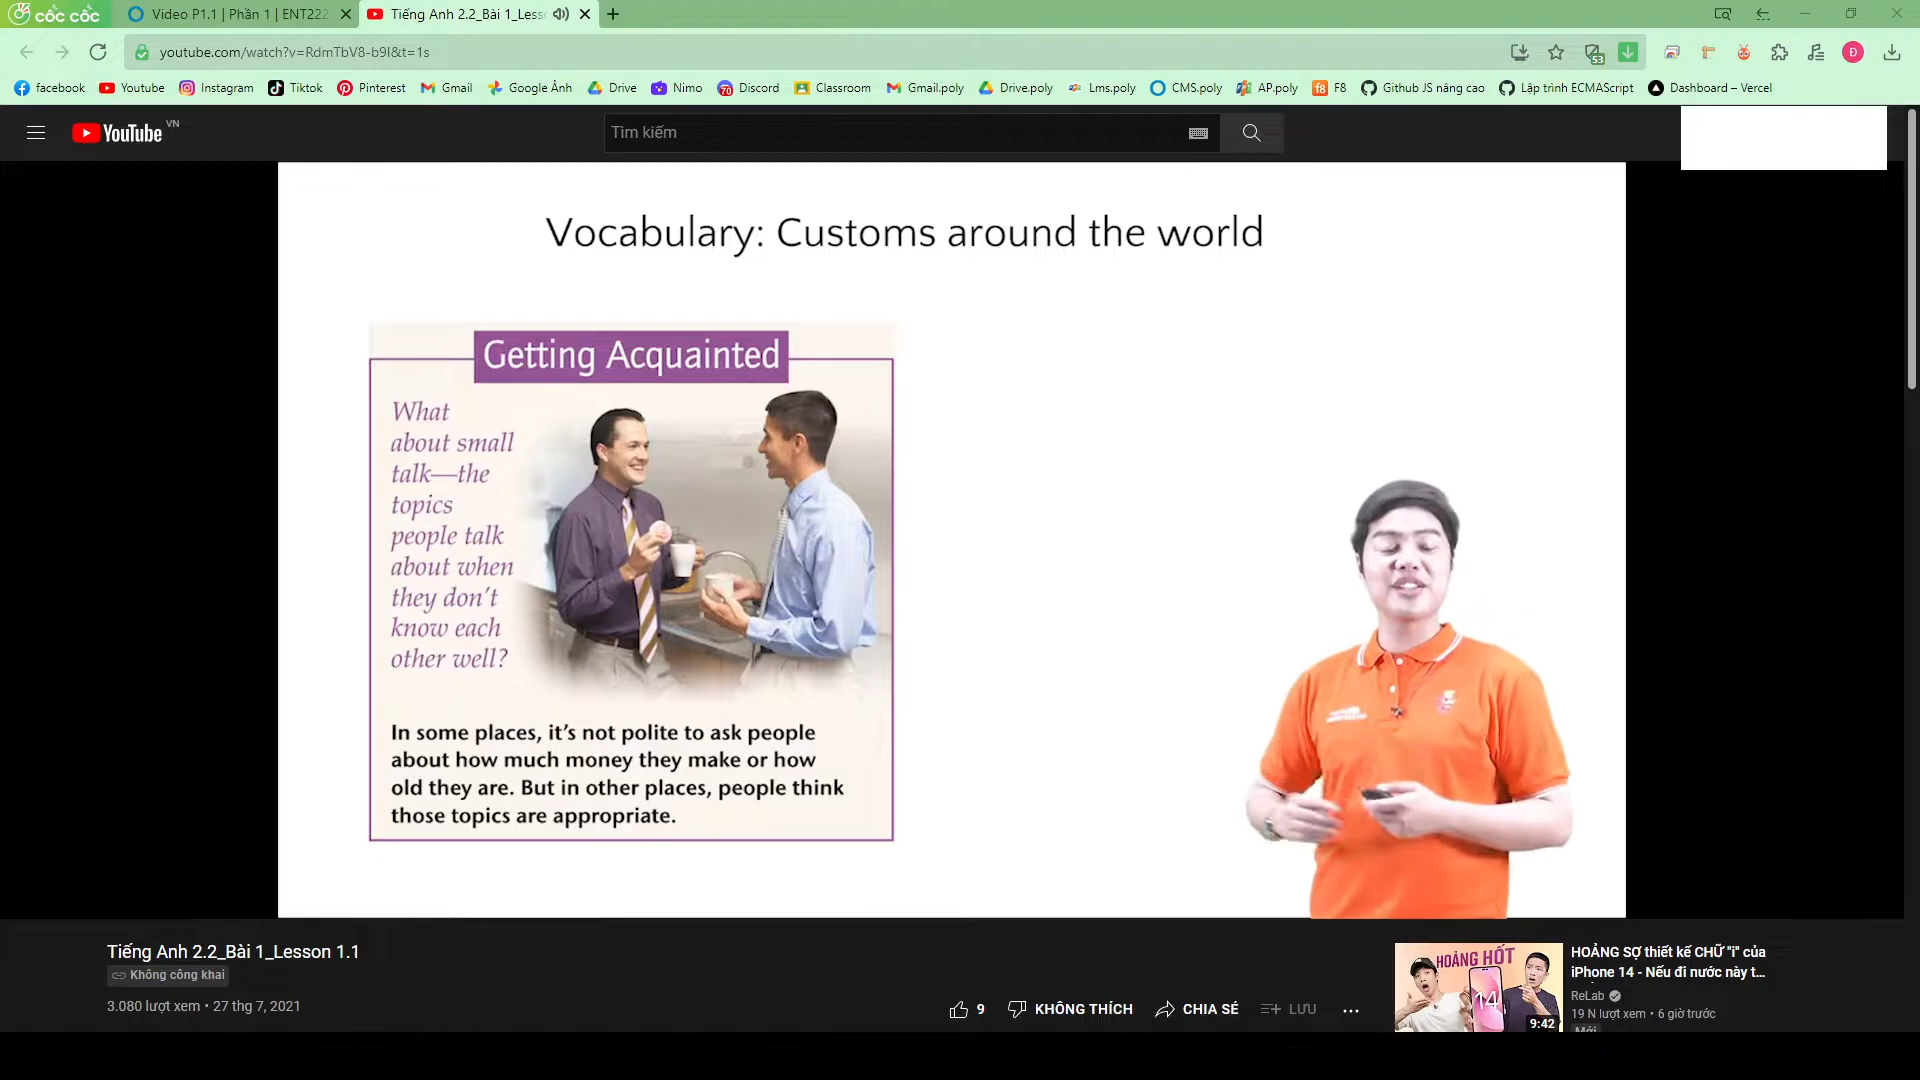 cốc cốc
Video P1.1 | Phần 1 | ENT222
Tiếng Anh 2.2_Bài 1_Less
youtube.com/watch?v=RdmTbV8-b9I&t=1s
53
Đ
facebook
Youtube
Instagram
Tiktok
Pinterest
Gmail
Google Ảnh
Drive
Nimo
Discord
Classroom
Gmail.poly
Drive.poly
Lms.poly
CMS.poly
AP.poly
F8
Github JS nâng cao
Lập trình ECMAScript
Dashboard – Vercel
YouTube VN
Tìm kiếm
Vocabulary: Customs around the world
Getting Acquainted
What
about small
talk—the
topics
people talk
about when
they don't
know each
other well?
In some places, it's not polite to ask people
about how much money they make or how
old they are. But in other places, people think
those topics are appropriate.
Tiếng Anh 2.2_Bài 1_Lesson 1.1
Không công khai
3.080 lượt xem • 27 thg 7, 2021
9
KHÔNG THÍCH
CHIA SẺ
LƯU
HOẢNG HỐT
14
9:42
HOẢNG SỢ thiết kế CHỮ "i" của
iPhone 14 - Nếu đi nước này t...
ReLab
19 N lượt xem • 6 giờ trước
Mới